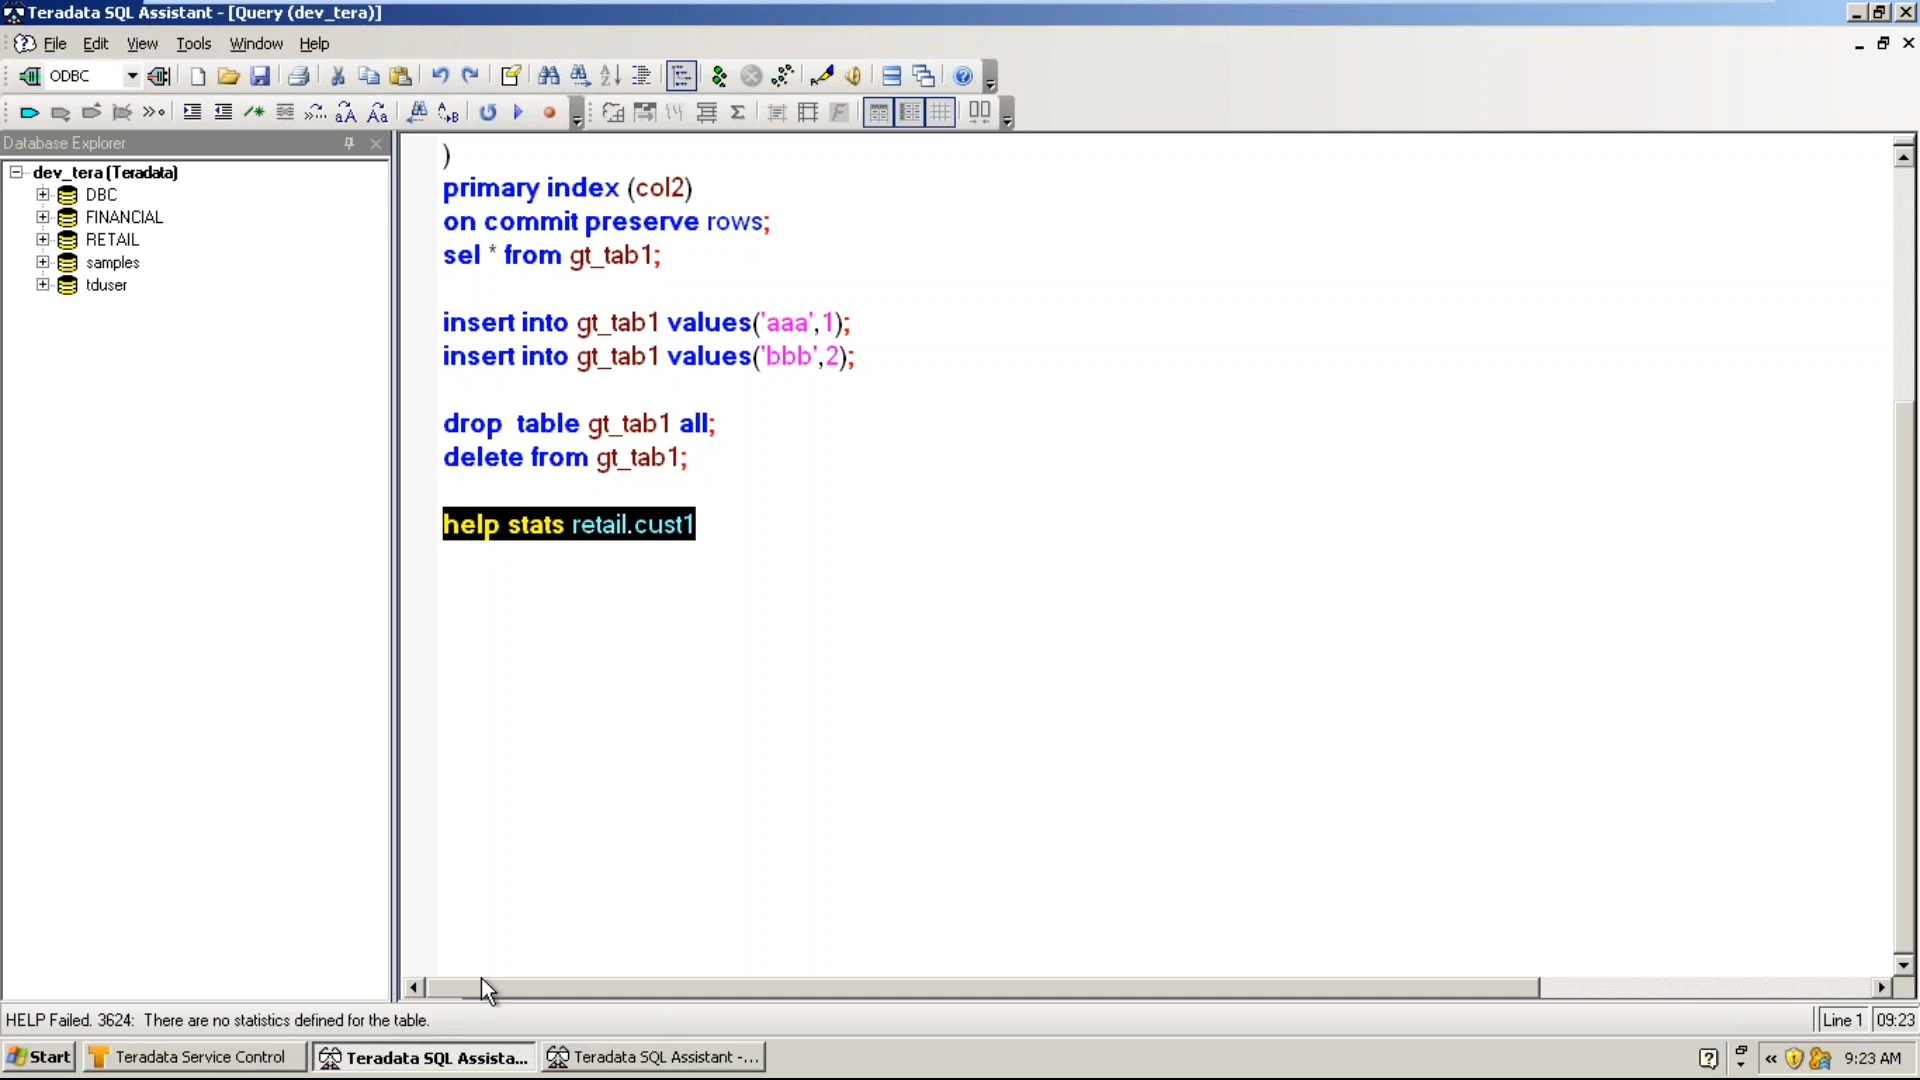 Teradata SQL Assistant - [Query (dev_tera)]
File Edit View Tools Window Help
ODBC
Database Explorer
dev_tera (Teradata)
DBC
FINANCIAL
RETAIL
samples
tduser
)
primary index (col2)
on commit preserve rows;
sel * from gt_tab1;
insert into gt_tab1 values('aaa',1);
insert into gt_tab1 values('bbb',2);
drop  table gt_tab1 all;
delete from gt_tab1;
help stats retail.cust1
HELP Failed. 3624:  There are no statistics defined for the table.
Line 1 09:23
Start Teradata Service Control Teradata SQL Assista... Teradata SQL Assistant -... 9:23 AM